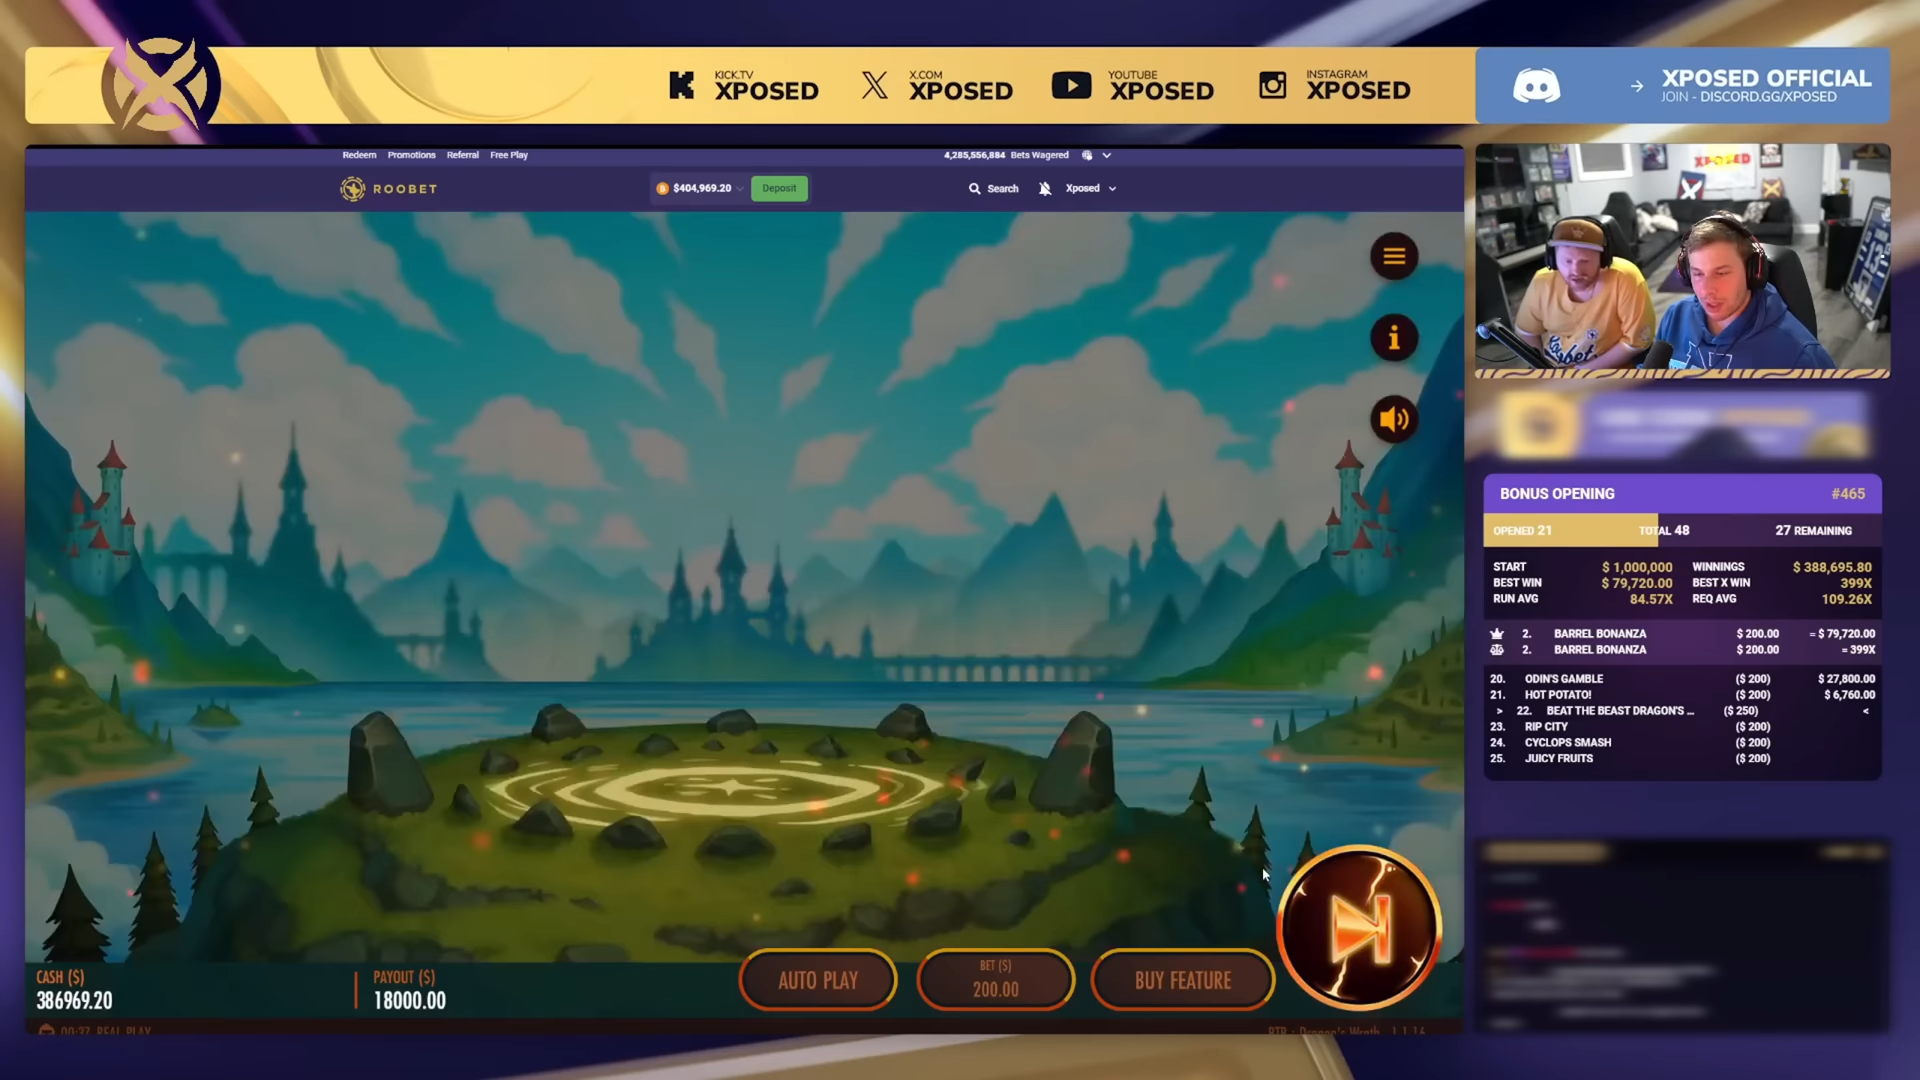 KICK.TV
XPOSED
X.COM
XPOSED
YOUTUBE
XPOSED
INSTAGRAM
XPOSED
XPOSED OFFICIAL
JOIN - DISCORD.GG/XPOSED
Redeem Promotions Referral Free Play
4,285,556,884 Bets Wagered
ROOBET
$404,969.20
Deposit
Search
Xposed
XPOSED
BONUS OPENING #465
OPENED 21 TOTAL 48 27 REMAINING
START $ 1,000,000 WINNINGS $ 388,695.80
BEST WIN $ 79,720.00 BEST X WIN 399X
RUN AVG 84.57X REQ AVG 109.26X
2. BARREL BONANZA $ 200.00 = $ 79,720.00
2. BARREL BONANZA $ 200.00 = 399X
20. ODIN'S GAMBLE ($ 200) $ 27,800.00
21. HOT POTATO! ($ 200) $ 6,760.00
> 22. BEAT THE BEAST DRAGON'S ... ($ 250) <
23. RIP CITY ($ 200)
24. CYCLOPS SMASH ($ 200)
25. JUICY FRUITS ($ 200)
CASH ($)
386969.20
PAYOUT ($)
18000.00
AUTO PLAY
BET ($)
200.00
BUY FEATURE